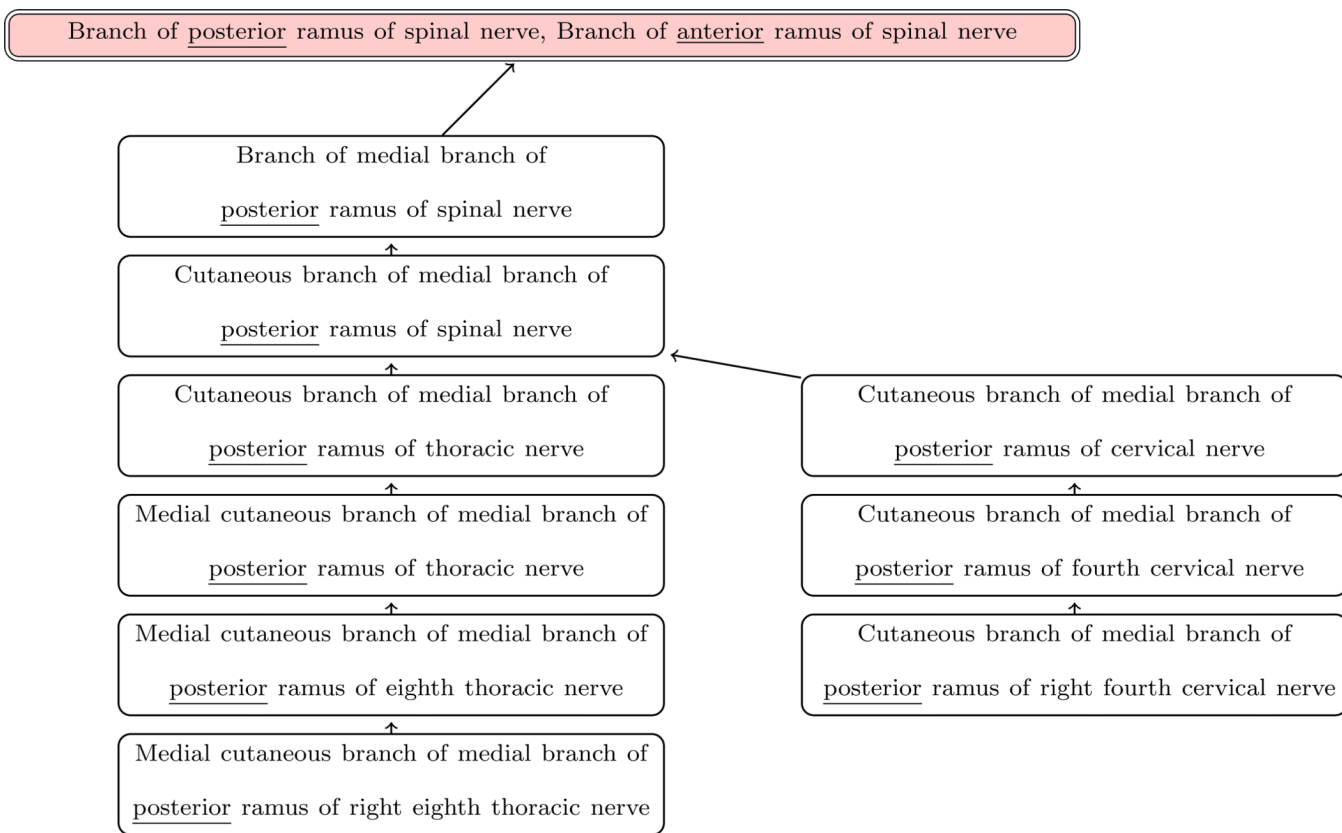 Branch of posterior ramus of spinal nerve, Branch of anterior ramus of spinal nerve
Branch of medial branch of
posterior ramus of spinal nerve
Cutaneous branch of medial branch of
posterior ramus of spinal nerve
Cutaneous branch of medial branch of
posterior ramus of thoracic nerve
Cutaneous branch of medial branch of
posterior ramus of cervical nerve
Medial cutaneous branch of medial branch of
posterior ramus of thoracic nerve
Cutaneous branch of medial branch of
posterior ramus of fourth cervical nerve
Medial cutaneous branch of medial branch of
posterior ramus of eighth thoracic nerve
Cutaneous branch of medial branch of
posterior ramus of right fourth cervical nerve
Medial cutaneous branch of medial branch of
posterior ramus of right eighth thoracic nerve